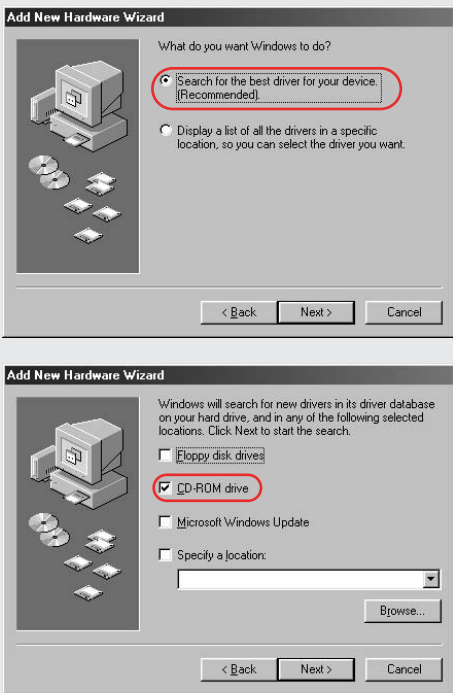 Add New Hardware Wizard
What do you want Windows to do?
Search for the best driver for your device.
(Recommended).
Display a list of all the drivers in a specific
location, so you can select the driver you want.
< Back
Next >
Cancel
Add New Hardware Wizard
Windows will search for new drivers in its driver database
on your hard drive, and in any of the following selected
locations. Click Next to start the search.
Floppy disk drives
CD-ROM drive
Microsoft Windows Update
Specify a location:
Browse...
< Back
Next >
Cancel